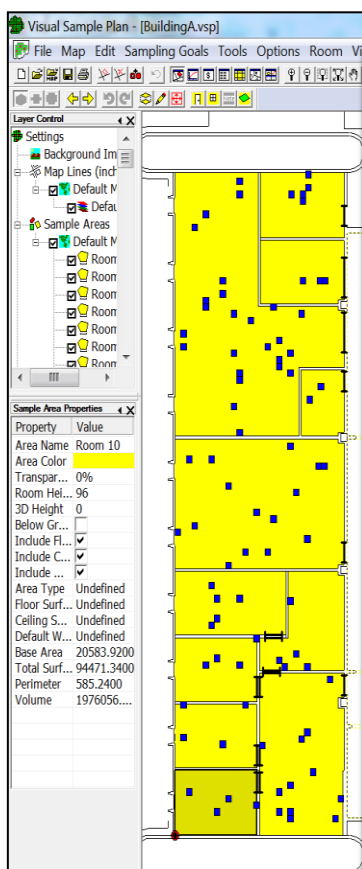 Visual Sample Plan - [BuildingA.vsp]
File Map Edit Sampling Goals Tools Options Room Vi
Layer Control
Settings
Background Im
Map Lines (inch
Default M
Defau
Sample Areas
Default M
Room
Room
Room
Room
Room
Room
Room
Sample Area Properties
Property Value
Area Name Room 10
Area Color
Transpar... 0%
Room Hei... 96
3D Height 0
Below Gr...
Include Fl...
Include C...
Include ...
Area Type Undefined
Floor Surf... Undefined
Ceiling S... Undefined
Default W... Undefined
Base Area 20583.9200
Total Surf... 94471.3400
Perimeter 585.2400
Volume 1976056....